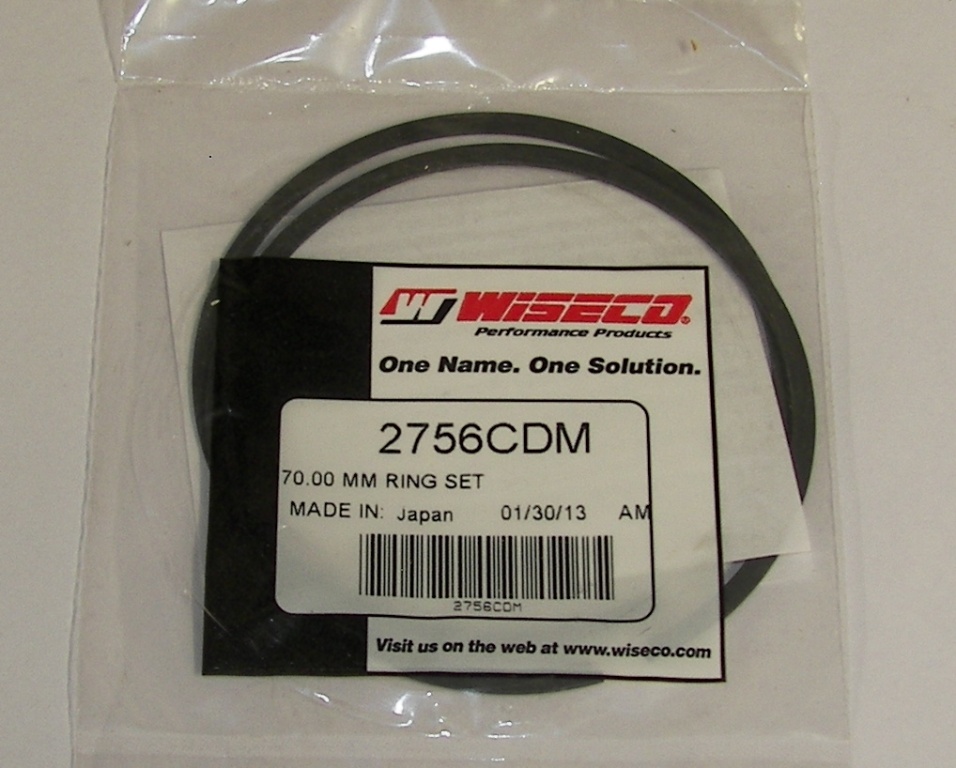 W WISECO®
Performance Products
One Name. One Solution.
2756CDM
70.00 MM RING SET
MADE IN: Japan 01/30/13 AM
2756CDM
Visit us on the web at www.wiseco.com